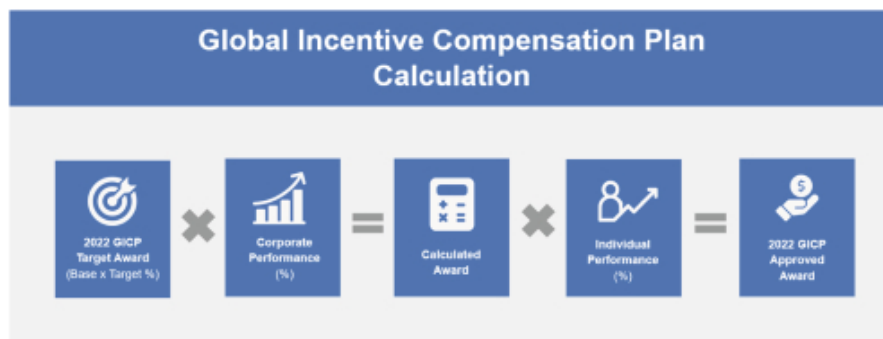 Global Incentive Compensation Plan
Calculation
2022 GICP
Target Award
(Base x Target %)
Corporate
Performance
(%)
Calculated
Award
Individual
Performance
(%)
2022 GICP
Approved
Award